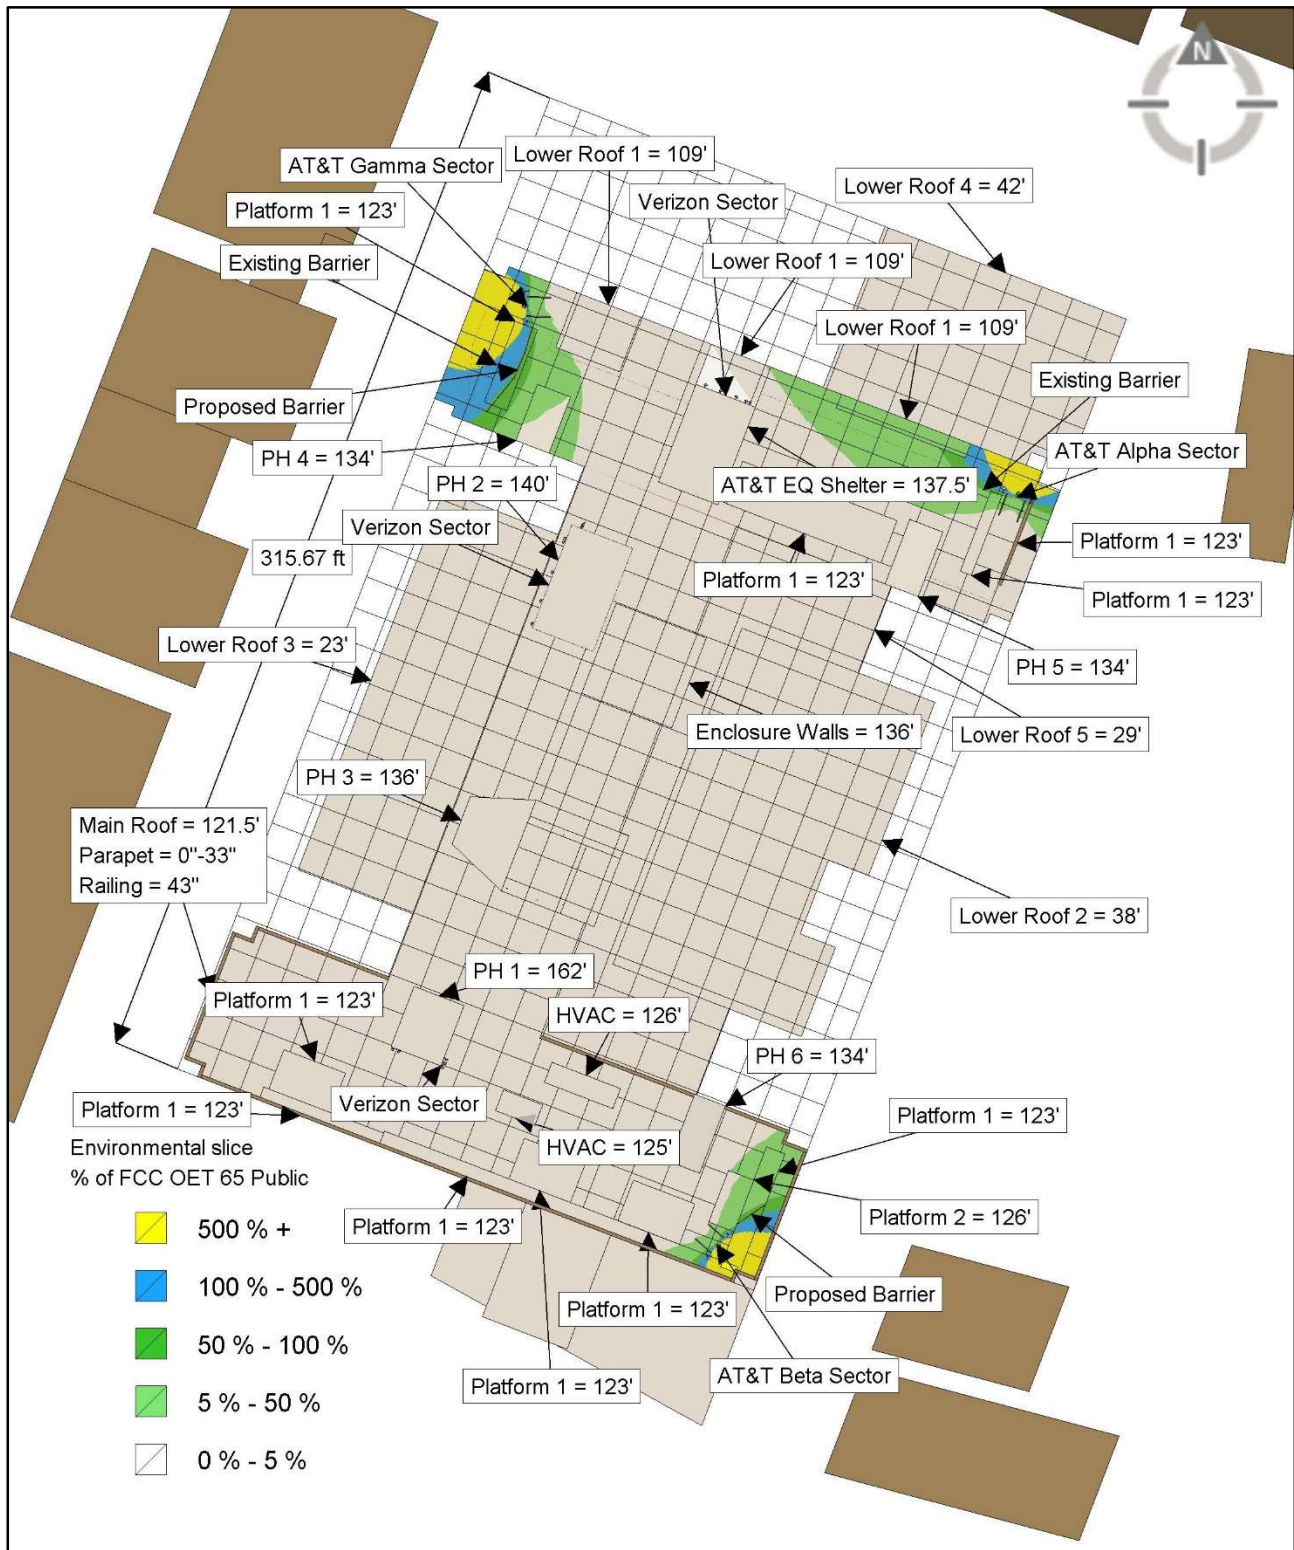 N
Lower Roof 1 = 109'
AT&T Gamma Sector
Lower Roof 4 = 42'
Verizon Sector
Platform 1 = 123'
Existing Barrier
Lower Roof 1 = 109'
Lower Roof 1 = 109'
Existing Barrier
Proposed Barrier
AT&T Alpha Sector
PH 4 = 134'
PH 2 = 140'
AT&T EQ Shelter = 137.5'
Verizon Sector
Platform 1 = 123'
315.67 ft
Platform 1 = 123'
Platform 1 = 123'
Lower Roof 3 = 23'
PH 5 = 134'
Enclosure Walls = 136'
Lower Roof 5 = 29'
PH 3 = 136'
Main Roof = 121.5'
Parapet = 0"-33"
Railing = 43"
Lower Roof 2 = 38'
PH 1 = 162'
Platform 1 = 123'
HVAC = 126'
PH 6 = 134'
Platform 1 = 123'
Verizon Sector
Platform 1 = 123'
HVAC = 125'
Environmental slice
% of FCC OET 65 Public
Platform 1 = 123'
Platform 2 = 126'
500 % +
100 % - 500 %
Proposed Barrier
Platform 1 = 123'
50 % - 100 %
AT&T Beta Sector
Platform 1 = 123'
5 % - 50 %
0 % - 5 %